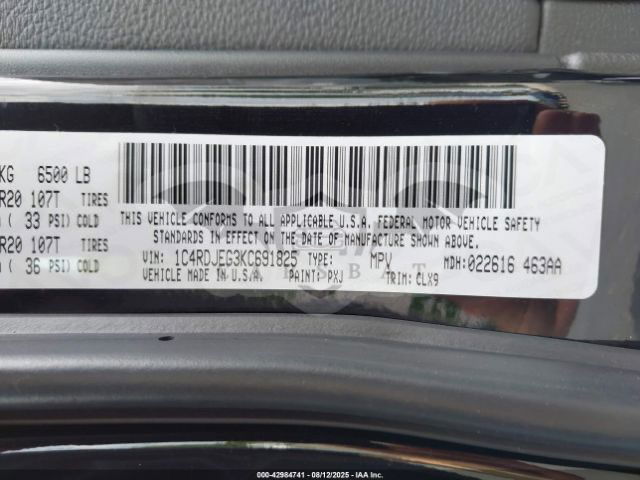 KG 6500 LB
R20 107T TIRES
( 33 PSI) COLD
R20 107T TIRES
( 36 PSI) COLD
THIS VEHICLE CONFORMS TO ALL APPLICABLE U.S.A. FEDERAL MOTOR VEHICLE SAFETY
STANDARDS IN EFFECT ON THE DATE OF MANUFACTURE SHOWN ABOVE.
VIN: 1C4RDJEG3KC691825 TYPE: MPV MDH:022616 463AA
VEHICLE MADE IN U.S.A. PAINT: PXJ TRIM: CLX9
000-42984741 - 08/12/2025 - IAA Inc.